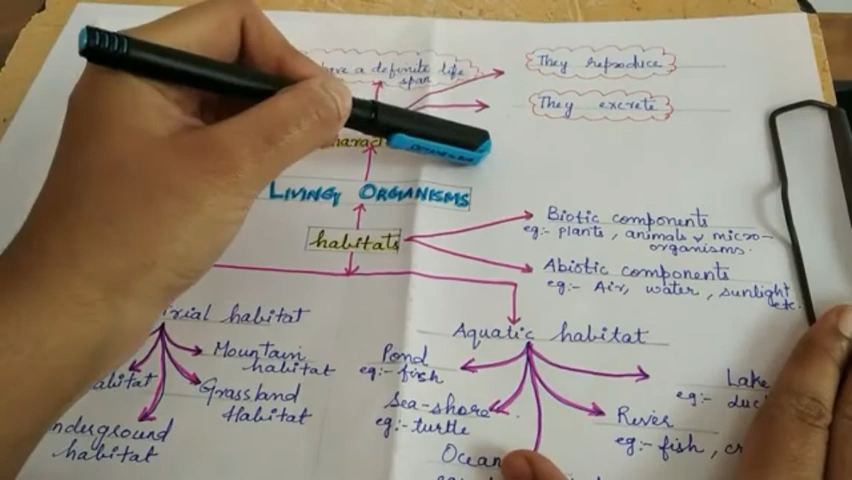 have a definite life
span
They reproduce
They excrete
LIVING ORGANISMS
habitats
Biotic components
eg:- plants, animals & micro-
organisms.
Abiotic components
eg:- Air, water, sunlight
etc.
habitat
Mountain
habitat
Grassland
Habitat
habitat
Aquatic habitat
Pond
eg:- fish
Sea-shore
eg:- turtle
Ocean
River
eg:- fish,
Lake
eg:-